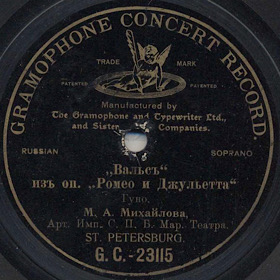 GRAMOPHONE CONCERT RECORD.
TRADE MARK
PATENTED PATENTED
Manufactured by
The Gramophone and Typewriter Ltd.,
and Sister Companies.
RUSSIAN SOPRANO
„Вальсъ“
изъ оп. „Ромео и Джульетта“
Гуно.
М. А. Михайлова,
Арт. Имп. С. П. Б. Мар. Театра.
ST. PETERSBURG.
G. C.-23115